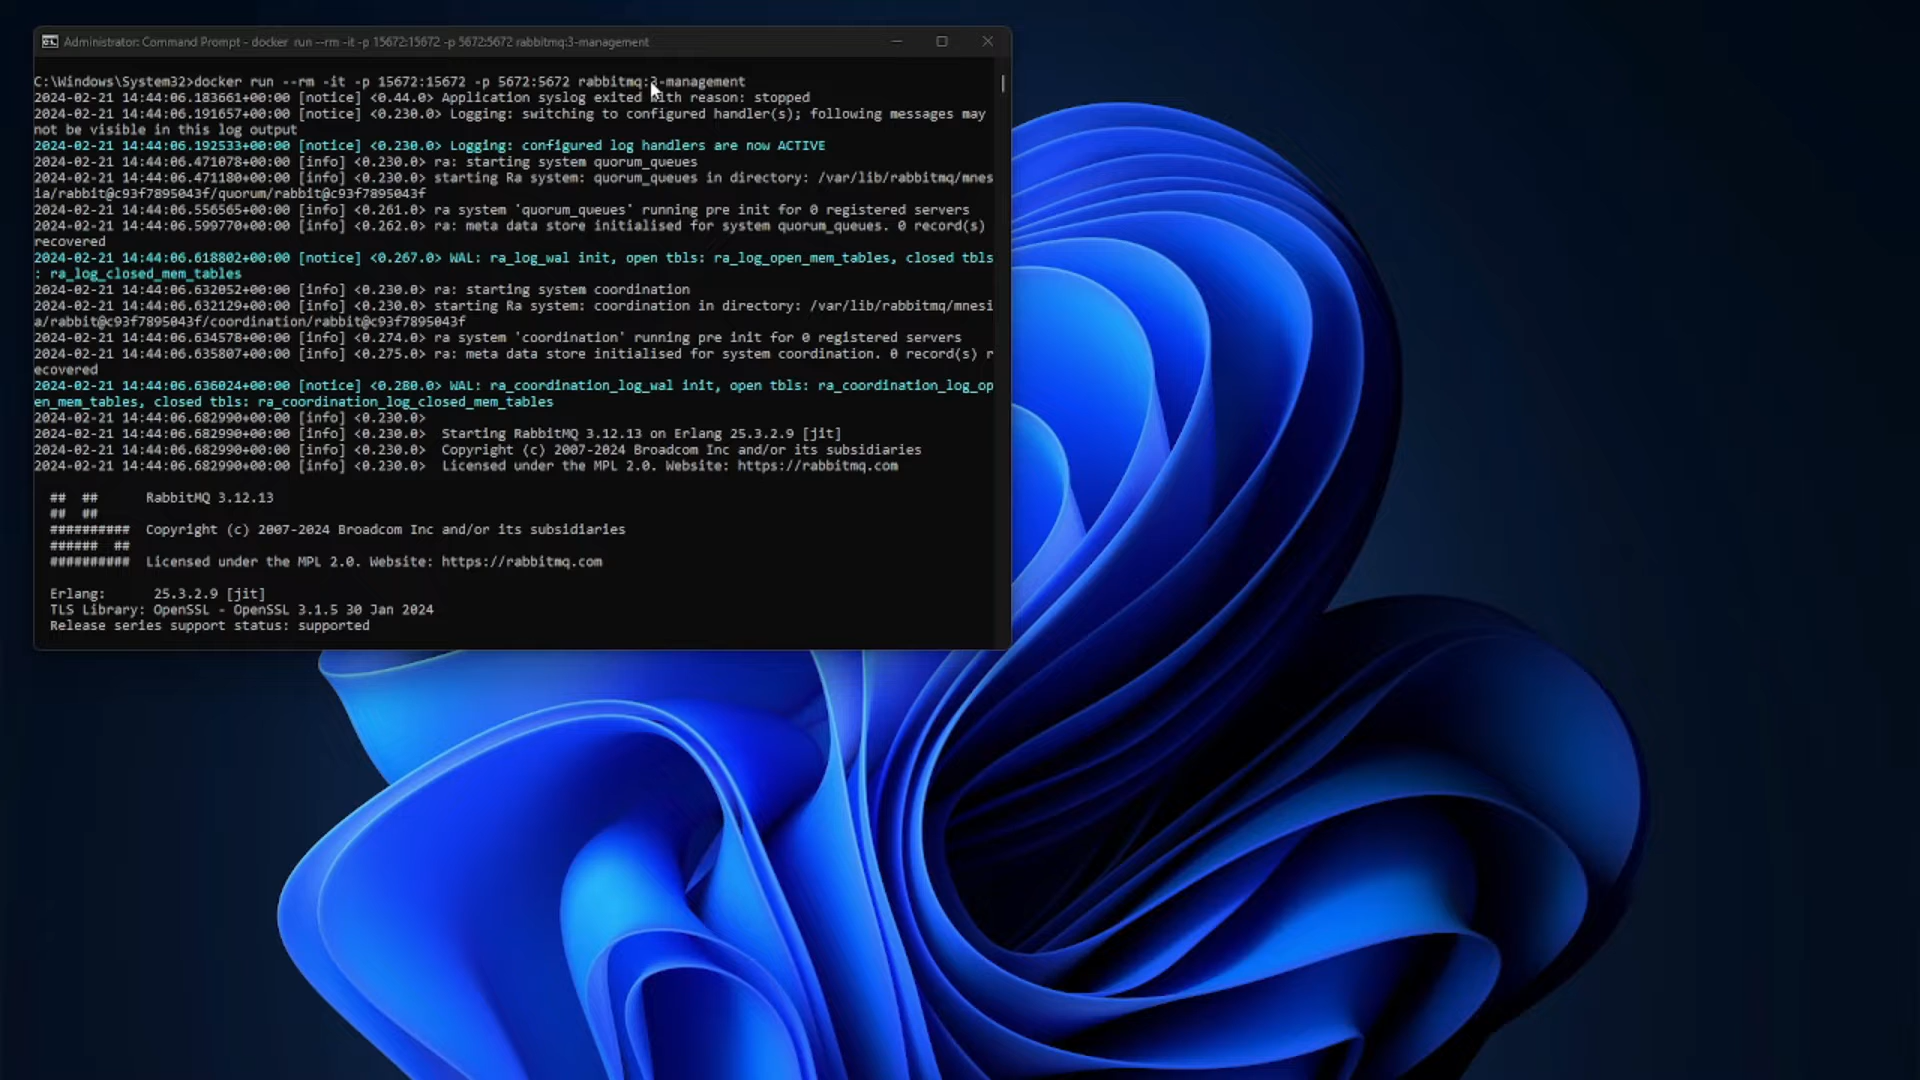 Administrator: Command Prompt - docker run --rm -it -p 15672:15672 -p 5672:5672 rabbitmq:3-management
C:\Windows\System32>docker run --rm -it -p 15672:15672 -p 5672:5672 rabbitmq:3-management
2024-02-21 14:44:06.183661+00:00 [notice] <0.44.0> Application syslog exited with reason: stopped
2024-02-21 14:44:06.191657+00:00 [notice] <0.230.0> Logging: switching to configured handler(s); following messages may
not be visible in this log output
2024-02-21 14:44:06.192533+00:00 [notice] <0.230.0> Logging: configured log handlers are now ACTIVE
2024-02-21 14:44:06.471078+00:00 [info] <0.230.0> ra: starting system quorum_queues
2024-02-21 14:44:06.471180+00:00 [info] <0.230.0> starting Ra system: quorum_queues in directory: /var/lib/rabbitmq/mnes
ia/rabbit@c93f7895043f/quorum/rabbit@c93f7895043f
2024-02-21 14:44:06.556565+00:00 [info] <0.261.0> ra system 'quorum_queues' running pre init for 0 registered servers
2024-02-21 14:44:06.599770+00:00 [info] <0.262.0> ra: meta data store initialised for system quorum_queues. 0 record(s)
recovered
2024-02-21 14:44:06.618802+00:00 [notice] <0.267.0> WAL: ra_log_wal init, open tbls: ra_log_open_mem_tables, closed tbls
: ra_log_closed_mem_tables
2024-02-21 14:44:06.632052+00:00 [info] <0.230.0> ra: starting system coordination
2024-02-21 14:44:06.632129+00:00 [info] <0.230.0> starting Ra system: coordination in directory: /var/lib/rabbitmq/mnesi
a/rabbit@c93f7895043f/coordination/rabbit@c93f7895043f
2024-02-21 14:44:06.634578+00:00 [info] <0.274.0> ra system 'coordination' running pre init for 0 registered servers
2024-02-21 14:44:06.635807+00:00 [info] <0.275.0> ra: meta data store initialised for system coordination. 0 record(s) r
ecovered
2024-02-21 14:44:06.636024+00:00 [notice] <0.280.0> WAL: ra_coordination_log_wal init, open tbls: ra_coordination_log_op
en_mem_tables, closed tbls: ra_coordination_log_closed_mem_tables
2024-02-21 14:44:06.682990+00:00 [info] <0.230.0>
2024-02-21 14:44:06.682990+00:00 [info] <0.230.0>  Starting RabbitMQ 3.12.13 on Erlang 25.3.2.9 [jit]
2024-02-21 14:44:06.682990+00:00 [info] <0.230.0>  Copyright (c) 2007-2024 Broadcom Inc and/or its subsidiaries
2024-02-21 14:44:06.682990+00:00 [info] <0.230.0>  Licensed under the MPL 2.0. Website: https://rabbitmq.com
##  ##      RabbitMQ 3.12.13
##  ##
##########  Copyright (c) 2007-2024 Broadcom Inc and/or its subsidiaries
######  ##
##########  Licensed under the MPL 2.0. Website: https://rabbitmq.com
Erlang:      25.3.2.9 [jit]
TLS Library: OpenSSL - OpenSSL 3.1.5 30 Jan 2024
Release series support status: supported